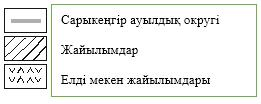 Сарыкеңгір ауылдық округі
Жайылымдар
Елді мекен жайылымдары